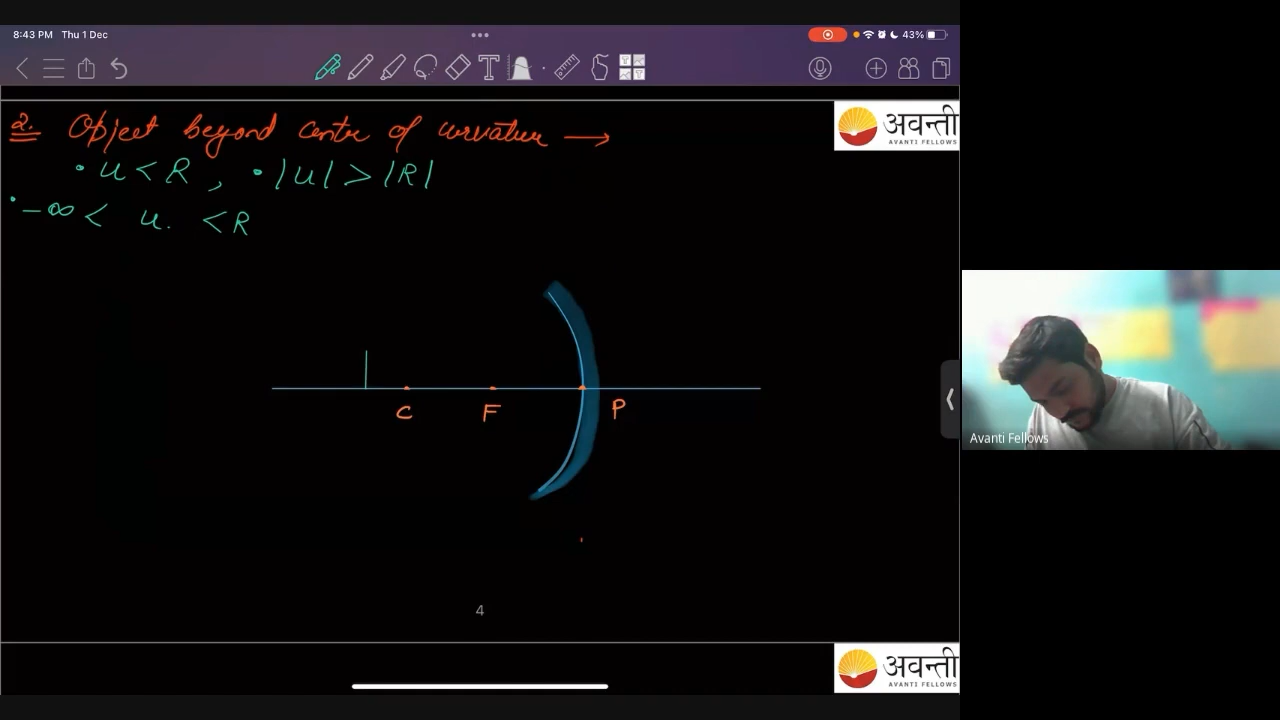 8:43 PM Thu 1 Dec
43%
अवन्ती
AVANTI FELLOWS
2. Object beyond centre of curvature →
• u < R , • |u| > |R|
• -∞ < u. < R
C F P
Avanti Fellows
4
अवन्ती
AVANTI FELLOWS